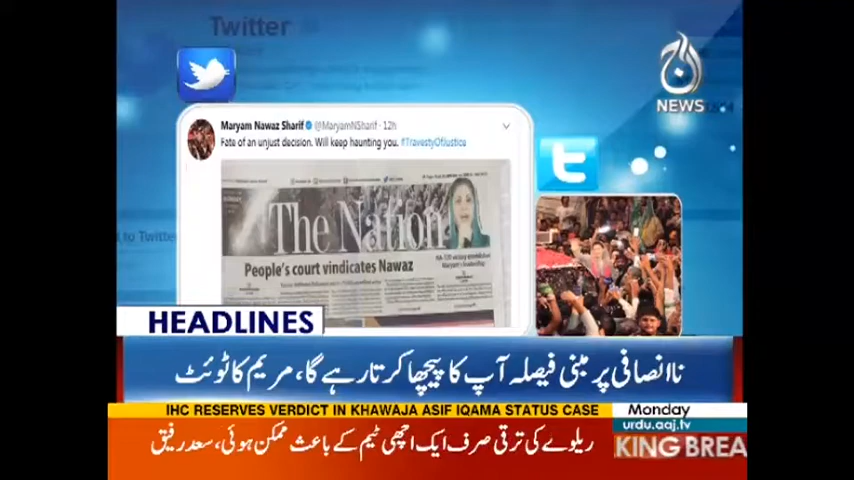 Twitter
آج
NEWS
Maryam Nawaz Sharif @MaryamNSharif · 12h
Fate of an unjust decision. Will keep haunting you. #TravestyOfJustice
The Nation
People's court vindicates Nawaz
d to Twitter
HEADLINES
ناانصافی پر مبنی فیصلہ آپ کا پیچھا کرتا رہے گا، مریم کا ٹوئٹ
IHC RESERVES VERDICT IN KHAWAJA ASIF IQAMA STATUS CASE
Monday
urdu.aaj.tv
ریلوے کی ترقی صرف ایک اچھی ٹیم کے باعث ممکن ہوئی، سعد رفیق
KING BREA